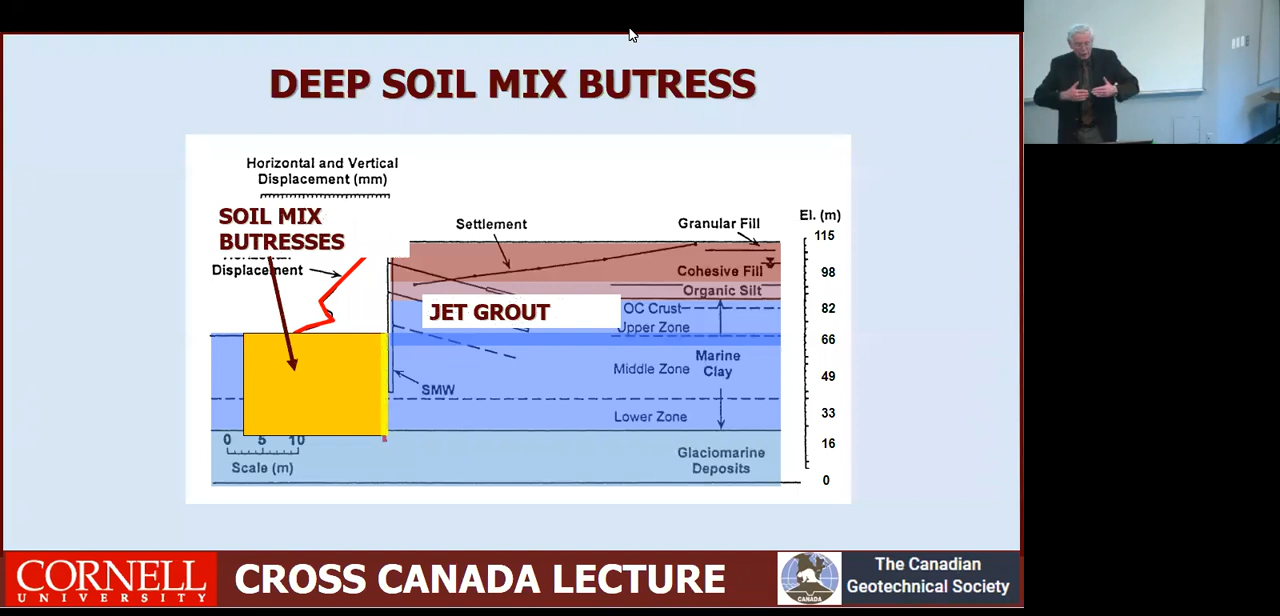 DEEP SOIL MIX BUTRESS
Horizontal and Vertical
Displacement (mm)
SOIL MIX
BUTRESSES
Displacement
Settlement
Granular Fill
El. (m)
115
Cohesive Fill
98
Organic Silt
JET GROUT
OC Crust
82
Upper Zone
66
Middle Zone
Marine
Clay
49
SMW
33
Lower Zone
16
0 5 10
Scale (m)
Glaciomarine
Deposits
0
CORNELL
UNIVERSITY
CROSS CANADA LECTURE
CANADA
The Canadian
Geotechnical Society